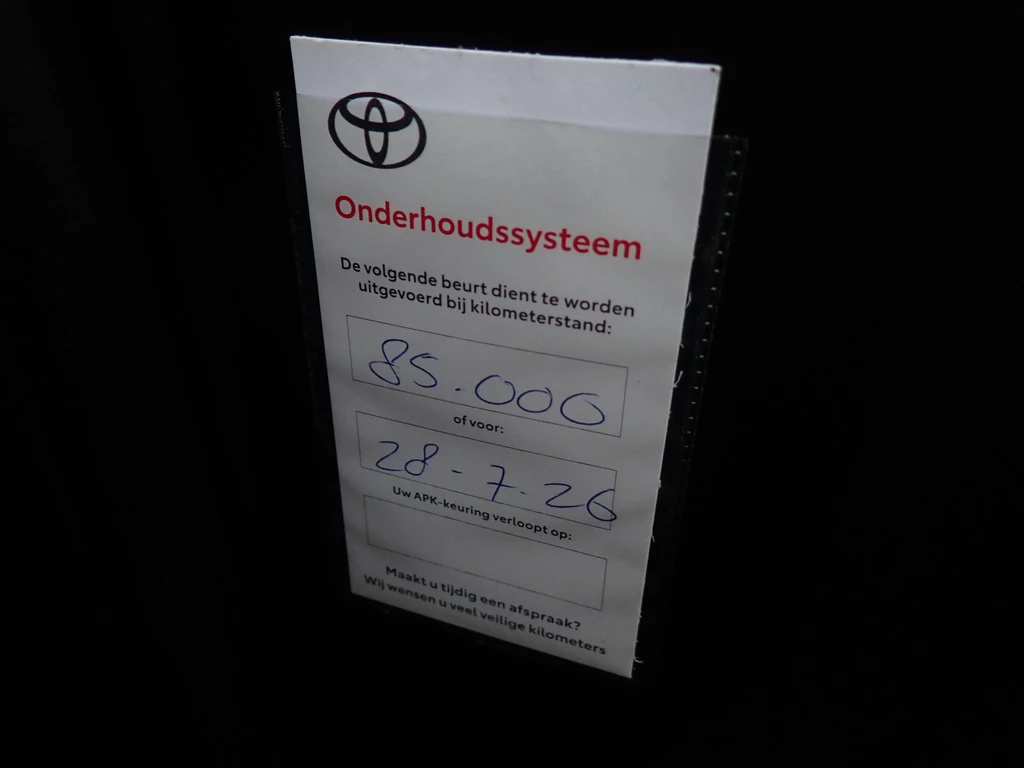 Onderhoudssysteem
De volgende beurt dient te worden
uitgevoerd bij kilometerstand:
85.000
of voor:
28-7-26
Uw APK-keuring verloopt op:
Maakt u tijdig een afspraak?
Wij wensen u veel veilige kilometers